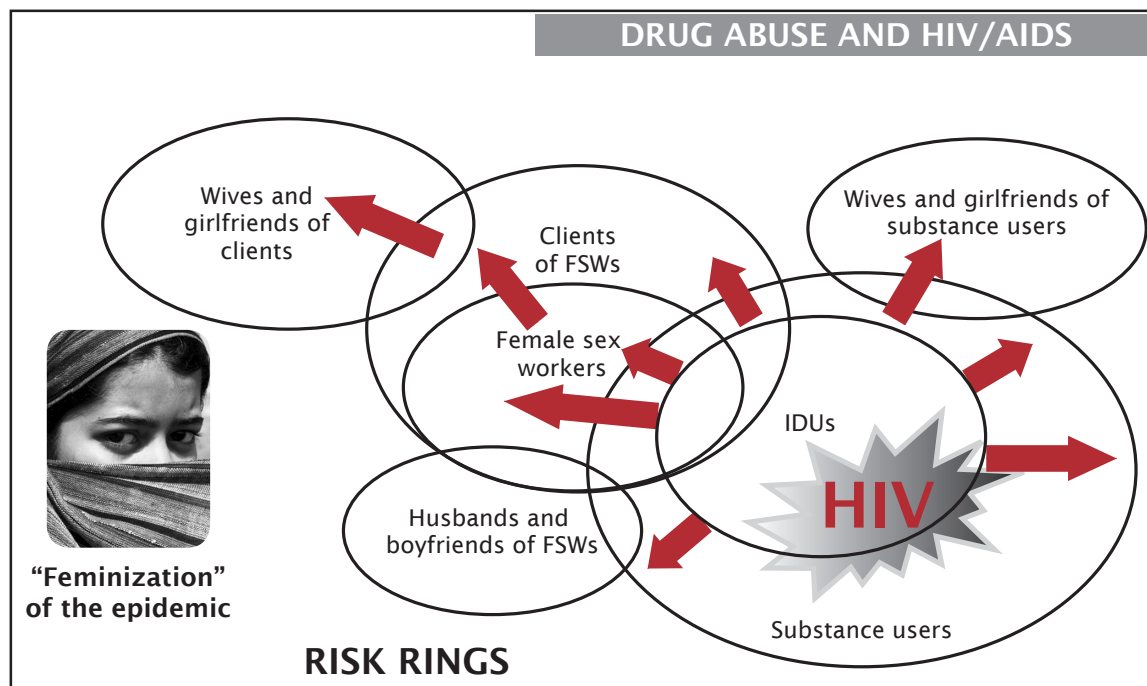 DRUG ABUSE AND HIV/AIDS
Wives and
girlfriends of
clients
Clients
of FSWs
Wives and girlfriends of
substance users
Female sex
workers
IDUs
HIV
Husbands and
boyfriends of FSWs
Substance users
“Feminization”
of the epidemic
RISK RINGS